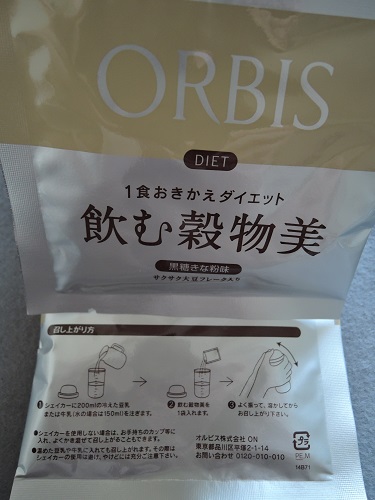 ORBIS
DIET
1食おきかえダイエット
飲む穀物美
黒糖きな粉味
サクサク大豆フレーク入り
召し上がり方
❶シェイカーに200mlの冷えた豆乳
または牛乳(水の場合は150ml)を注ぎます。
❷飲む穀物美を
1袋入れます。
❸よく振って、溶かしてから
お召し上がり下さい。
●シェイカーを使用しない場合は、お手持ちのカップ等に
入れ、よくかき混ぜて召し上がることもできます。
●温めた豆乳や牛乳に入れても召し上がれます。その際は
シェイカーの使用は避け、やけどには充分ご注意下さい。
オルビス株式会社 ON
東京都品川区平塚2-1-14
お問い合わせ 0120-010-010
プラ
PE,M
14B71